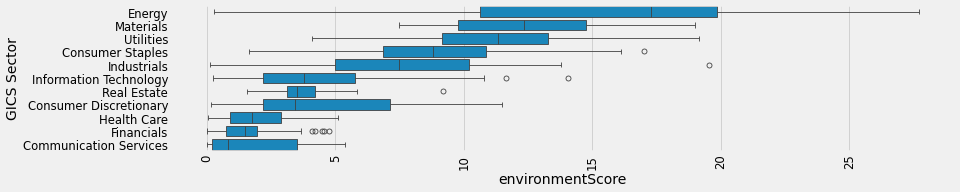 GICS Sector
Energy
Materials
Utilities
Consumer Staples
Industrials
Information Technology
Real Estate
Consumer Discretionary
Health Care
Financials
Communication Services
0 5 10 15 20 25
environmentScore